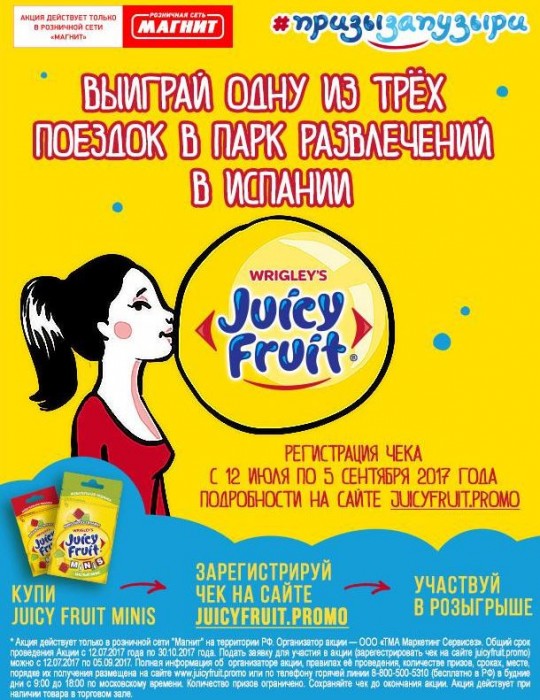 АКЦИЯ ДЕЙСТВУЕТ ТОЛЬКО
В РОЗНИЧНОЙ СЕТИ
«МАГНИТ»
РОЗНИЧНАЯ СЕТЬ
МАГНИТ
#призызапузыри
ВЫИГРАЙ ОДНУ ИЗ ТРЁХ
ПОЕЗДОК В ПАРК РАЗВЛЕЧЕНИЙ
В ИСПАНИИ
WRIGLEY'S
Juicy
Fruit®
РЕГИСТРАЦИЯ ЧЕКА
С 12 ИЮЛЯ ПО 5 СЕНТЯБРЯ 2017 ГОДА
ПОДРОБНОСТИ НА САЙТЕ JUICYFRUIT.PROMO
WRIGLEY'S
Juicy
Fruit
MINIS
КУПИ
JUICY FRUIT MINIS
ЗАРЕГИСТРИРУЙ
ЧЕК НА САЙТЕ
JUICYFRUIT.PROMO
УЧАСТВУЙ
В РОЗЫГРЫШЕ
* Акция действует только в розничной сети "Магнит" на территории РФ. Организатор акции — ООО «ТМА Маркетинг Сервисез». Общий срок
проведения Акции с 12.07.2017 года по 30.10.2017 год. Подать заявку для участия в акции (зарегестрировать чек на сайте juicyfruit.promo)
можно с 12.07.2017 по 05.09.2017. Полная информация об организаторе акции, правилах её проведения, количестве призов, сроках, месте,
порядке их получения размещена на сайте www.juicyfruit.promo или по телефону горячей линии 8-800-500-5310 (бесплатно в РФ) в будние
дни с 9:00 до 18:00 по московскому времени. Количество призов ограничено. Сохраняйте чек до окончания акции. Акция действует при
наличии товара в торговом зале.